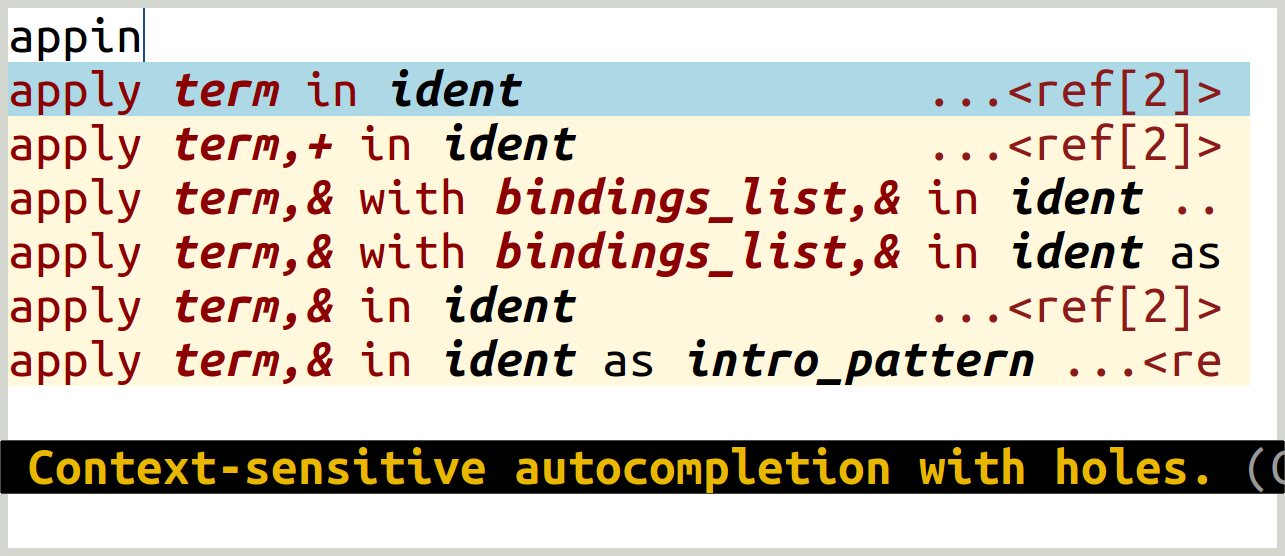 appin
apply term in ident ...<ref[2]>
apply term,+ in ident ...<ref[2]>
apply term,& with bindings_list,& in ident ..
apply term,& with bindings_list,& in ident as
apply term,& in ident ...<ref[2]>
apply term,& in ident as intro_pattern ...<re
Context-sensitive autocompletion with holes. (